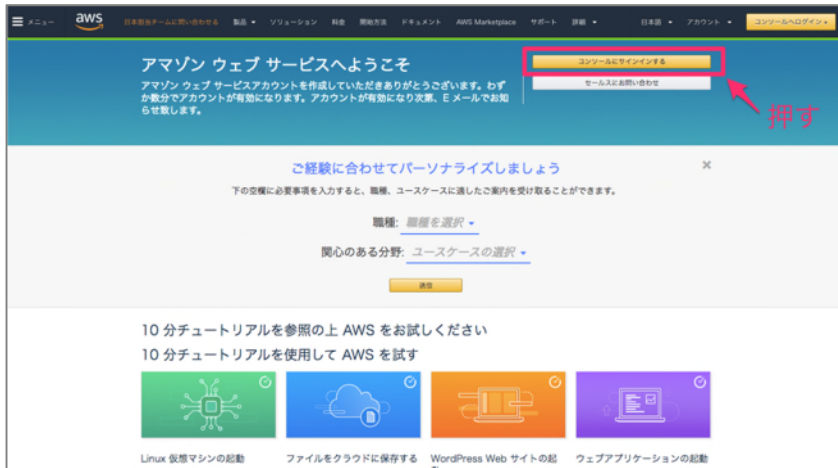 メニュー
aws
日本担当チームに問い合わせる 製品 ソリューション 料金 開始方法 ドキュメント AWS Marketplace サポート 詳細 日本語 アカウント コンソールへログイン
アマゾン ウェブ サービスへようこそ
コンソールにサインインする
アマゾン ウェブ サービスアカウントを作成していただきありがとうございます。わず
か数分でアカウントが有効になります。アカウントが有効になり次第、E メールでお知
らせ致します。
セールスにお問い合わせ
押す
ご経験に合わせてパーソナライズしましょう
下の空欄に必要事項を入力すると、職種、ユースケースに適したご案内を受け取ることができます。
職種: 職種を選択
関心のある分野: ユースケースの選択
送信
10 分チュートリアルを参照の上 AWS をお試しください
10 分チュートリアルを使用して AWS を試す
Linux 仮想マシンの起動
ファイルをクラウドに保存する
WordPress Web サイトの起
ウェブアプリケーションの起動